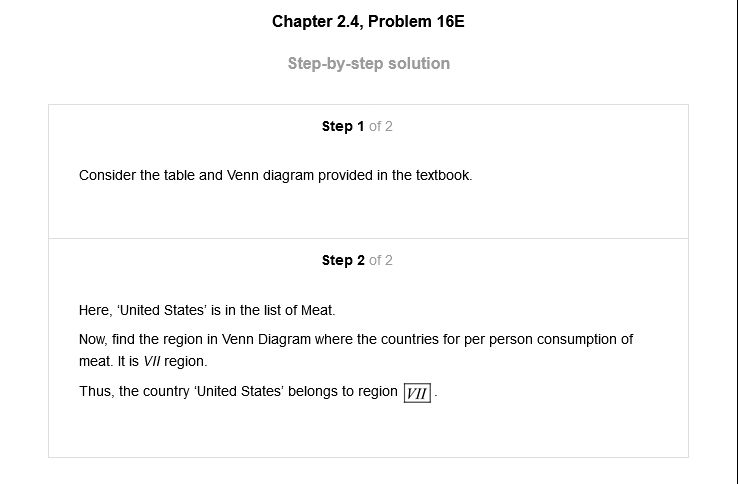 Chapter 2.4, Problem 16E
Step-by-step solution
Step 1 of 2
Consider the table and Venn diagram provided in the textbook.
Step 2 of 2
Here, ‘United States’ is in the list of Meat.
Now, find the region in Venn Diagram where the countries for per person consumption of
meat. It is VII region.
Thus, the country ‘United States’ belongs to region VII .